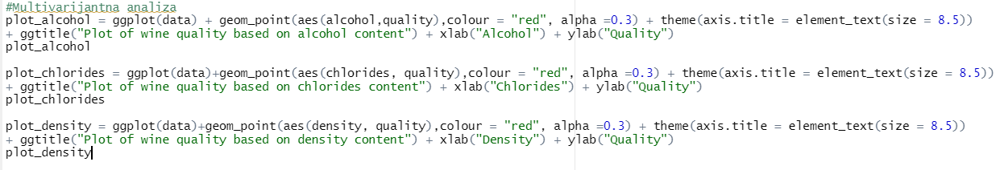 #Multivarijantna analiza
plot_alcohol = ggplot(data) + geom_point(aes(alcohol,quality),colour = "red", alpha =0.3) + theme(axis.title = element_text(size = 8.5))
+ ggtitle("Plot of wine quality based on alcohol content") + xlab("Alcohol") + ylab("Quality")
plot_alcohol
plot_chlorides = ggplot(data)+geom_point(aes(chlorides, quality),colour = "red", alpha =0.3) + theme(axis.title = element_text(size = 8.5))
+ ggtitle("Plot of wine quality based on chlorides content") + xlab("Chlorides") + ylab("Quality")
plot_chlorides
plot_density = ggplot(data)+geom_point(aes(density, quality),colour = "red", alpha =0.3) + theme(axis.title = element_text(size = 8.5))
+ ggtitle("Plot of wine quality based on density content") + xlab("Density") + ylab("Quality")
plot_density